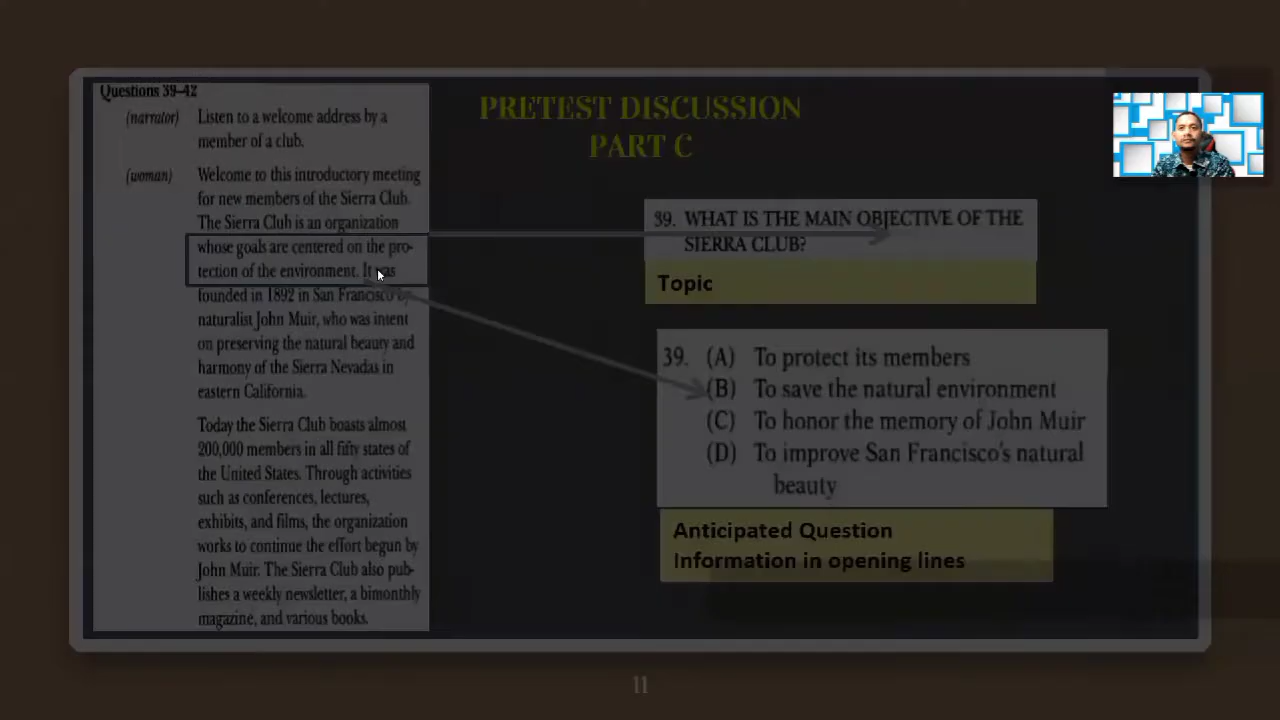 Questions 39–42
(narrator) Listen to a welcome address by a
member of a club.
(woman) Welcome to this introductory meeting
for new members of the Sierra Club.
The Sierra Club is an organization
whose goals are centered on the pro-
tection of the environment. It was
founded in 1892 in San Francisco by
naturalist John Muir, who was intent
on preserving the natural beauty and
harmony of the Sierra Nevadas in
eastern California.
Today the Sierra Club boasts almost
200,000 members in all fifty states of
the United States. Through activities
such as conferences, lectures,
exhibits, and films, the organization
works to continue the effort begun by
John Muir. The Sierra Club also pub-
lishes a weekly newsletter, a bimonthly
magazine, and various books.
PRETEST DISCUSSION
PART C
39. WHAT IS THE MAIN OBJECTIVE OF THE
SIERRA CLUB?
Topic
39. (A) To protect its members
(B) To save the natural environment
(C) To honor the memory of John Muir
(D) To improve San Francisco's natural
beauty
Anticipated Question
Information in opening lines
11